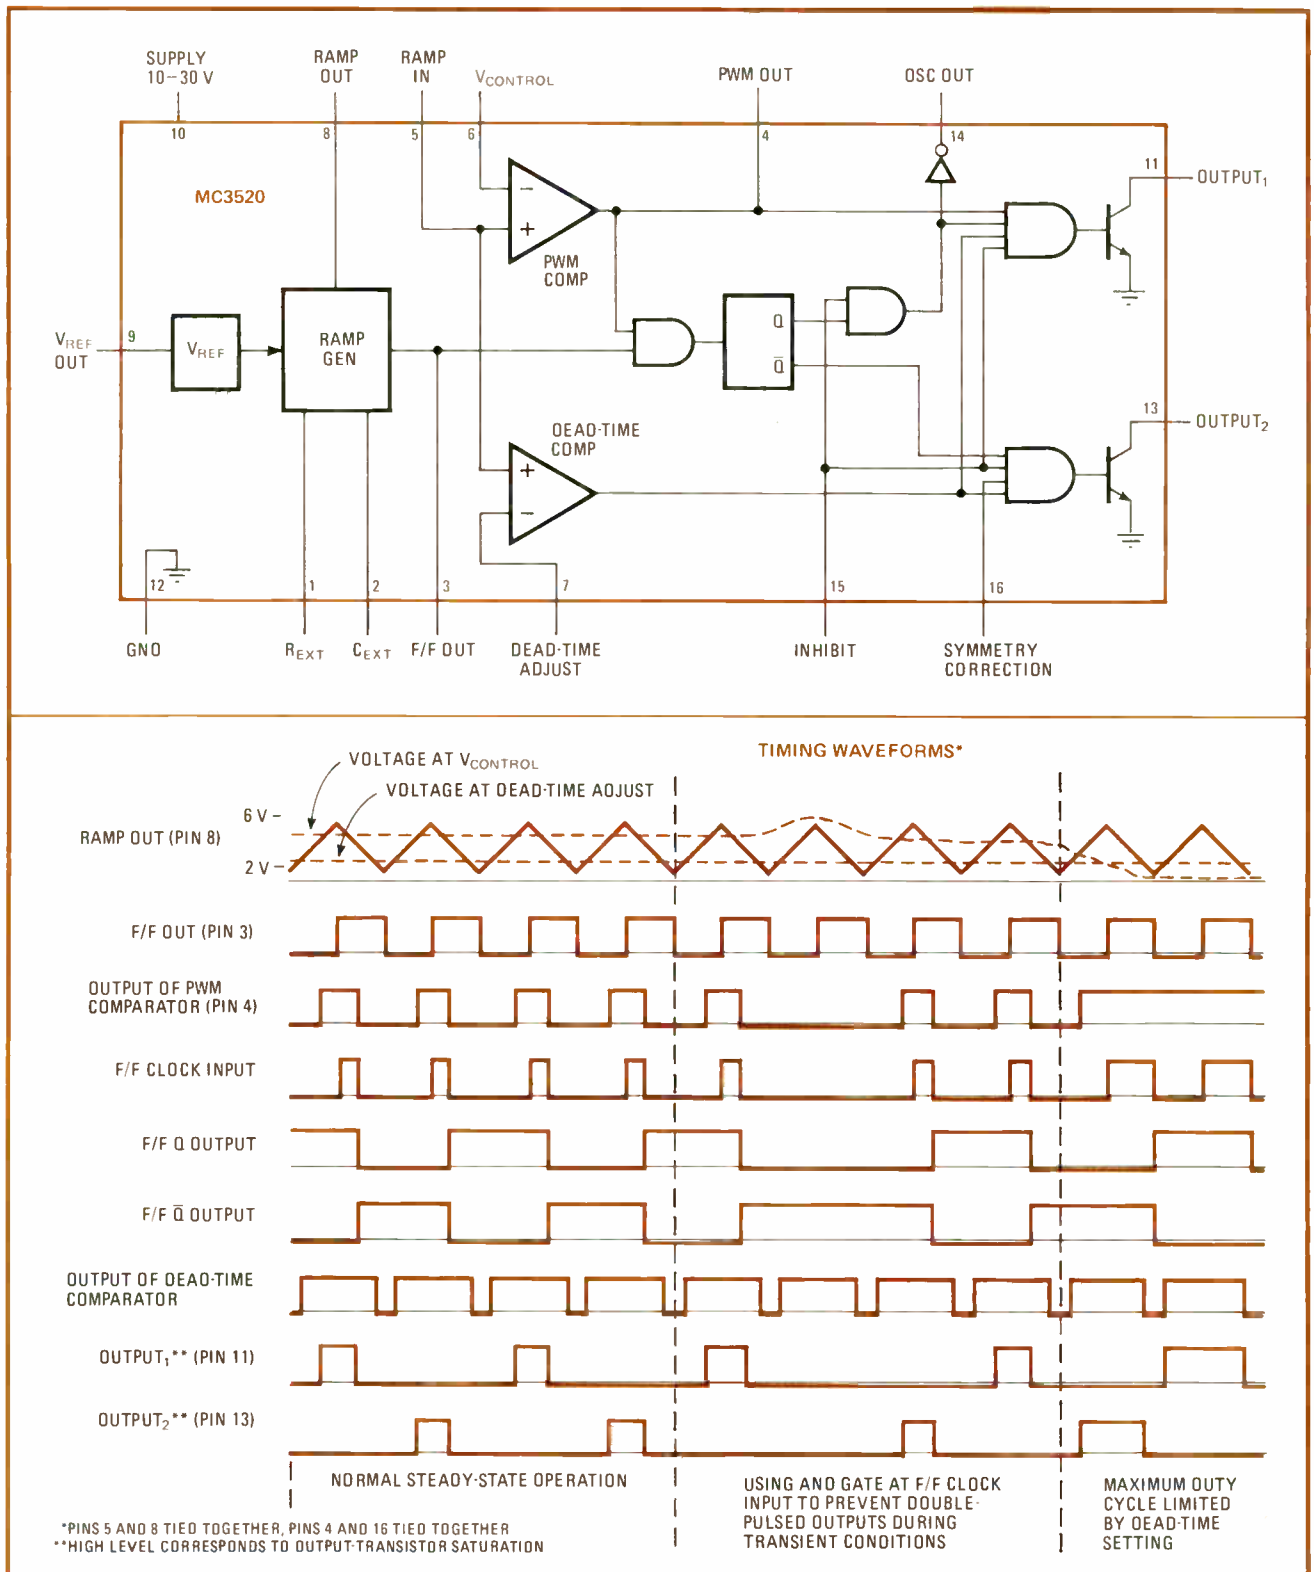 SUPPLY
10–30 V
RAMP
OUT
RAMP
IN
VCONTROL
PWM OUT
OSC OUT
10
8
5
6
4
14
MC3520
11
OUTPUT1
−
+
PWM
COMP
VREF
OUT
9
VREF
RAMP
GEN
Q
Q̅
DEAD-TIME
COMP
+
−
13
OUTPUT2
12
1
2
3
7
15
16
GND
REXT
CEXT
F/F OUT
DEAD-TIME
ADJUST
INHIBIT
SYMMETRY
CORRECTION
TIMING WAVEFORMS*
VOLTAGE AT VCONTROL
VOLTAGE AT DEAD-TIME ADJUST
6 V –
RAMP OUT (PIN 8)
2 V –
F/F OUT (PIN 3)
OUTPUT OF PWM
COMPARATOR (PIN 4)
F/F CLOCK INPUT
F/F Q OUTPUT
F/F Q̅ OUTPUT
OUTPUT OF DEAD-TIME
COMPARATOR
OUTPUT1** (PIN 11)
OUTPUT2** (PIN 13)
NORMAL STEADY-STATE OPERATION
USING AND GATE AT F/F CLOCK
INPUT TO PREVENT DOUBLE-
PULSED OUTPUTS DURING
TRANSIENT CONDITIONS
MAXIMUM DUTY
CYCLE LIMITED
BY DEAD-TIME
SETTING
*PINS 5 AND 8 TIED TOGETHER, PINS 4 AND 16 TIED TOGETHER
**HIGH LEVEL CORRESPONDS TO OUTPUT-TRANSISTOR SATURATION